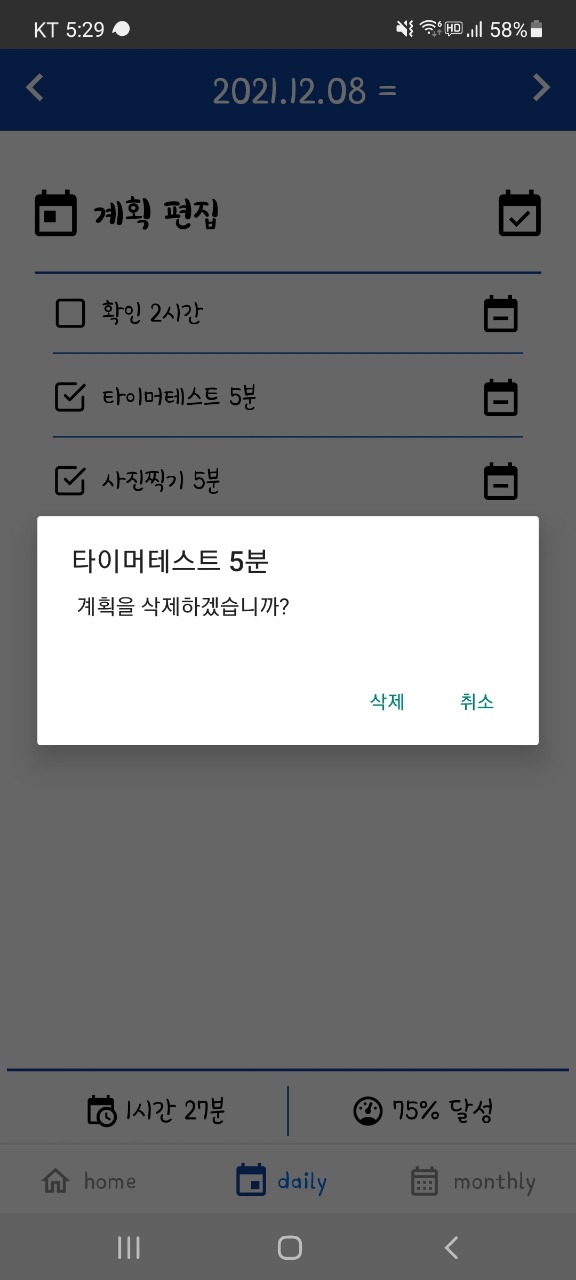 KT 5:29 HD 58%
2021.12.08 =
계획 편집
확인 2시간
타이머테스트 5분
사진찍기 5분
타이머테스트 5분
계획을 삭제하겠습니까?
삭제 취소
1시간 27분 75% 달성
home daily monthly